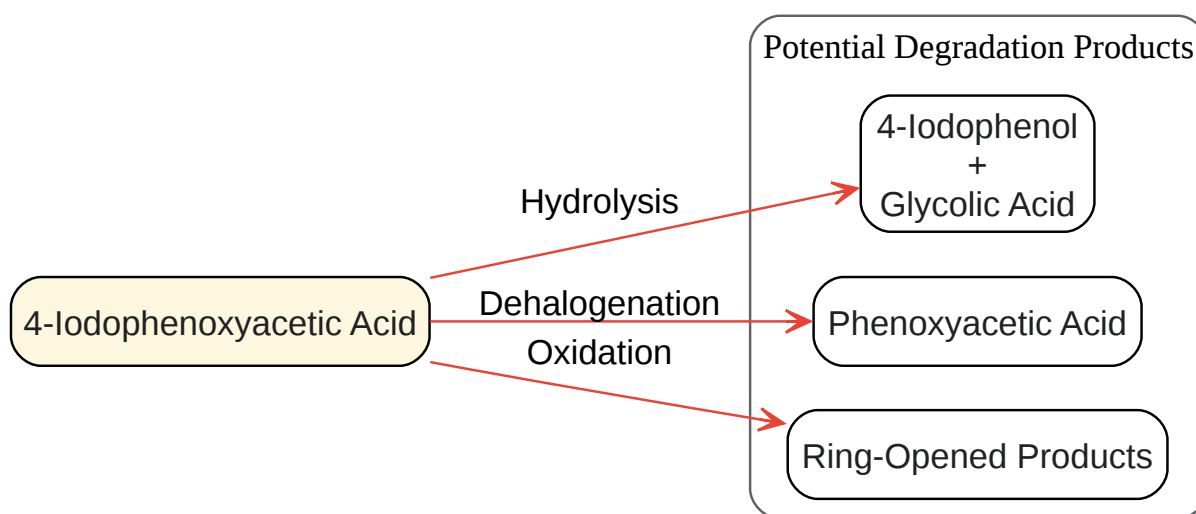 Potential Degradation Products
4-Iodophenol
+
Glycolic Acid
Hydrolysis
4-Iodophenoxyacetic Acid
Dehalogenation
Phenoxyacetic Acid
Oxidation
Ring-Opened Products